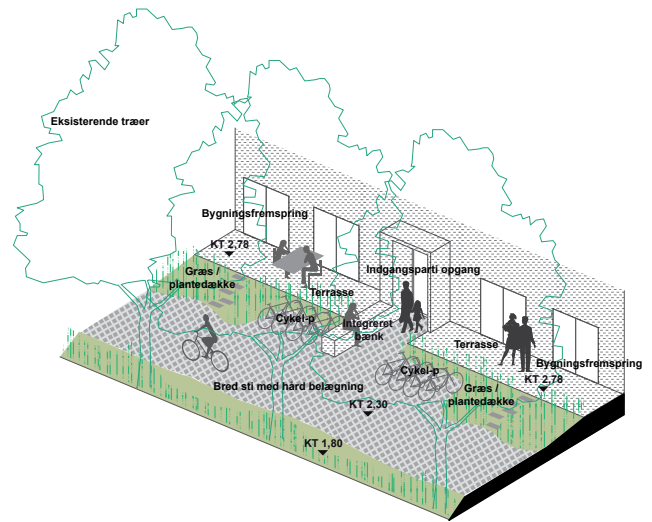 Eksisterende træer
Bygningsfremspring
KT 2,78
Græs /
plantedække
Terrasse
Indgangsparti opgang
Cykel-p
Integreret
bænk
Terrasse
Bygningsfremspring
Cykel-p
KT 2,78
Græs /
plantedække
Bred sti med hård belægning
KT 2,30
KT 1,80